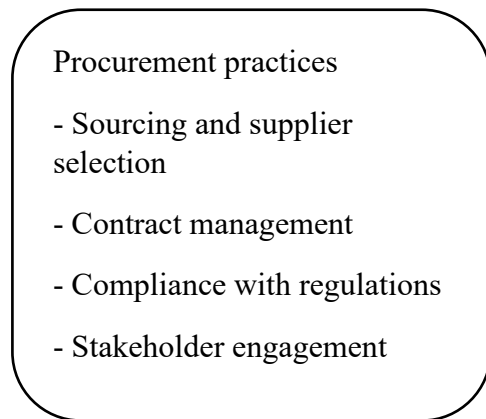 Procurement practices
- Sourcing and supplier
selection
- Contract management
- Compliance with regulations
- Stakeholder engagement